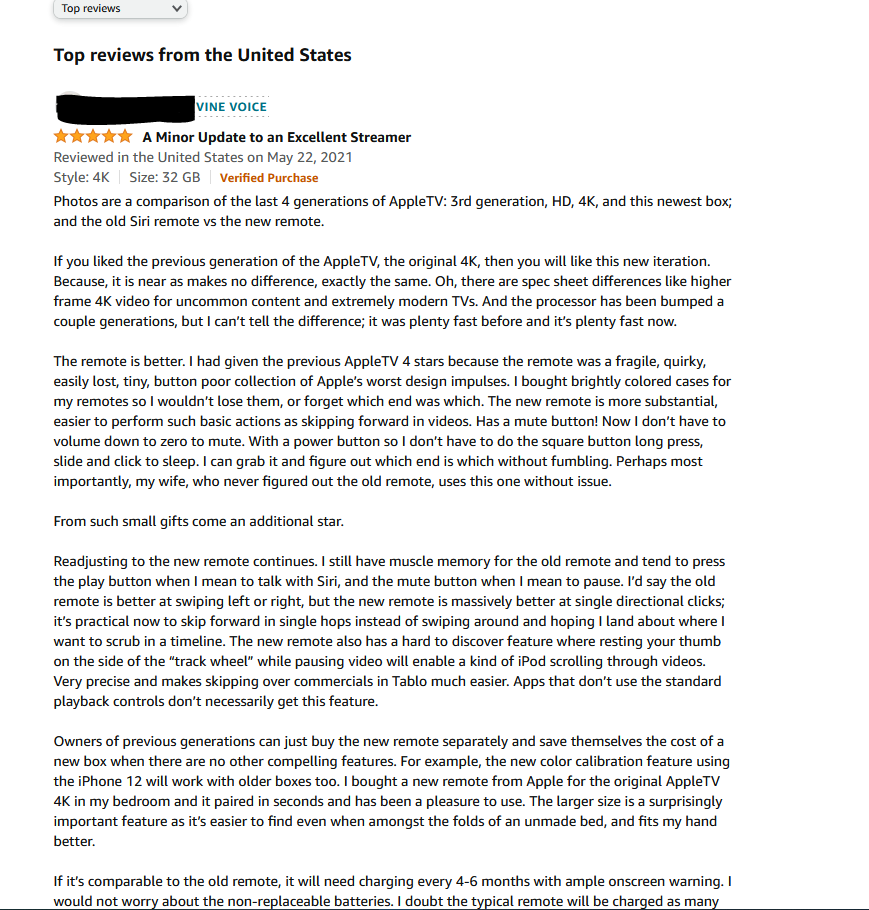 Top reviews
Top reviews from the United States
VINE VOICE
A Minor Update to an Excellent Streamer
Reviewed in the United States on May 22, 2021
Style: 4K | Size: 32 GB | Verified Purchase
Photos are a comparison of the last 4 generations of AppleTV: 3rd generation, HD, 4K, and this newest box;
and the old Siri remote vs the new remote.
If you liked the previous generation of the AppleTV, the original 4K, then you will like this new iteration.
Because, it is near as makes no difference, exactly the same. Oh, there are spec sheet differences like higher
frame 4K video for uncommon content and extremely modern TVs. And the processor has been bumped a
couple generations, but I can't tell the difference; it was plenty fast before and it's plenty fast now.
The remote is better. I had given the previous AppleTV 4 stars because the remote was a fragile, quirky,
easily lost, tiny, button poor collection of Apple's worst design impulses. I bought brightly colored cases for
my remotes so I wouldn't lose them, or forget which end was which. The new remote is more substantial,
easier to perform such basic actions as skipping forward in videos. Has a mute button! Now I don't have to
volume down to zero to mute. With a power button so I don't have to do the square button long press,
slide and click to sleep. I can grab it and figure out which end is which without fumbling. Perhaps most
importantly, my wife, who never figured out the old remote, uses this one without issue.
From such small gifts come an additional star.
Readjusting to the new remote continues. I still have muscle memory for the old remote and tend to press
the play button when I mean to talk with Siri, and the mute button when I mean to pause. I'd say the old
remote is better at swiping left or right, but the new remote is massively better at single directional clicks;
it's practical now to skip forward in single hops instead of swiping around and hoping I land about where I
want to scrub in a timeline. The new remote also has a hard to discover feature where resting your thumb
on the side of the “track wheel” while pausing video will enable a kind of iPod scrolling through videos.
Very precise and makes skipping over commercials in Tablo much easier. Apps that don't use the standard
playback controls don't necessarily get this feature.
Owners of previous generations can just buy the new remote separately and save themselves the cost of a
new box when there are no other compelling features. For example, the new color calibration feature using
the iPhone 12 will work with older boxes too. I bought a new remote from Apple for the original AppleTV
4K in my bedroom and it paired in seconds and has been a pleasure to use. The larger size is a surprisingly
important feature as it's easier to find even when amongst the folds of an unmade bed, and fits my hand
better.
If it's comparable to the old remote, it will need charging every 4-6 months with ample onscreen warning. I
would not worry about the non-replaceable batteries. I doubt the typical remote will be charged as many